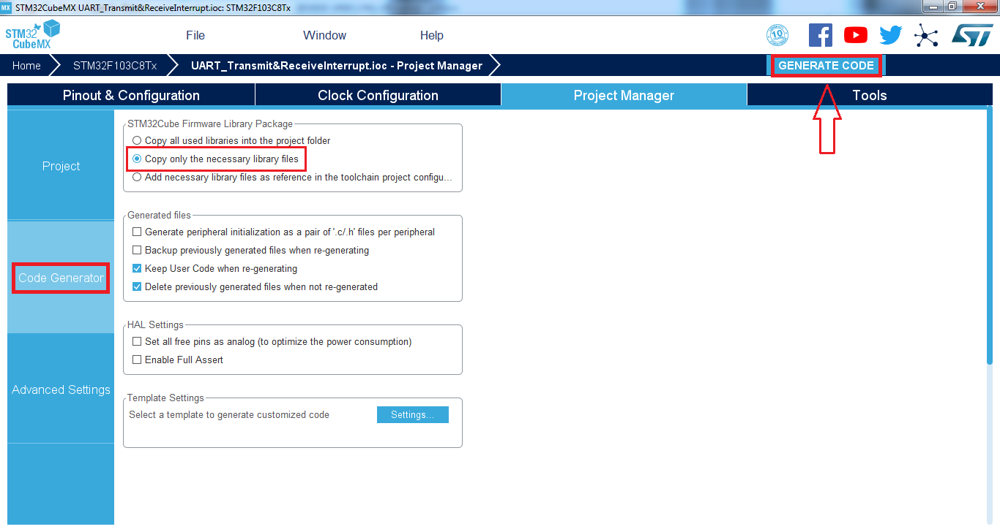 MX STM32CubeMX UART_Transmit&ReceiveInterrupt.ioc: STM32F103C8Tx
STM32 CubeMX
File Window Help
10
ST
Home STM32F103C8Tx UART_Transmit&ReceiveInterrupt.ioc - Project Manager GENERATE CODE
Pinout & Configuration Clock Configuration Project Manager Tools
Project
Code Generator
Advanced Settings
STM32Cube Firmware Library Package
Copy all used libraries into the project folder
Copy only the necessary library files
Add necessary library files as reference in the toolchain project configu...
Generated files
Generate peripheral initialization as a pair of '.c/.h' files per peripheral
Backup previously generated files when re-generating
Keep User Code when re-generating
Delete previously generated files when not re-generated
HAL Settings
Set all free pins as analog (to optimize the power consumption)
Enable Full Assert
Template Settings
Select a template to generate customized code Settings...